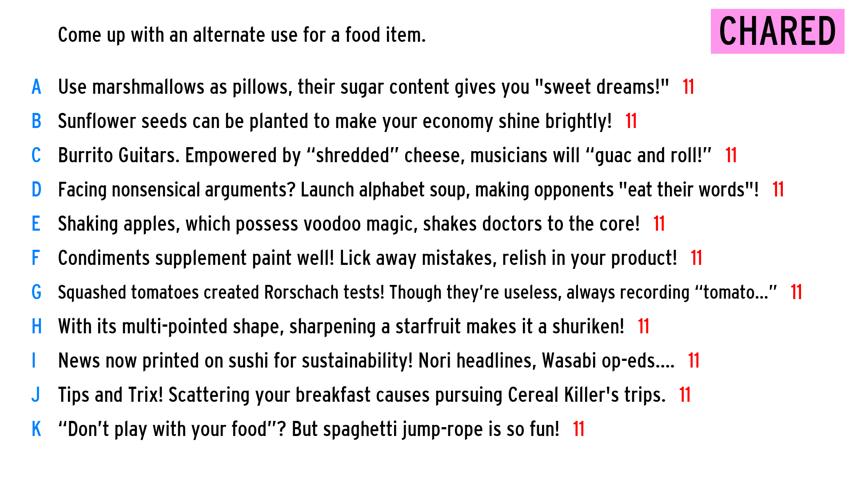 Come up with an alternate use for a food item.
CHARED
A Use marshmallows as pillows, their sugar content gives you "sweet dreams!" 11
B Sunflower seeds can be planted to make your economy shine brightly! 11
C Burrito Guitars. Empowered by “shredded” cheese, musicians will “guac and roll!” 11
D Facing nonsensical arguments? Launch alphabet soup, making opponents "eat their words"! 11
E Shaking apples, which possess voodoo magic, shakes doctors to the core! 11
F Condiments supplement paint well! Lick away mistakes, relish in your product! 11
G Squashed tomatoes created Rorschach tests! Though they’re useless, always recording “tomato...” 11
H With its multi-pointed shape, sharpening a starfruit makes it a shuriken! 11
I News now printed on sushi for sustainability! Nori headlines, Wasabi op-eds.... 11
J Tips and Trix! Scattering your breakfast causes pursuing Cereal Killer's trips. 11
K “Don’t play with your food”? But spaghetti jump-rope is so fun! 11